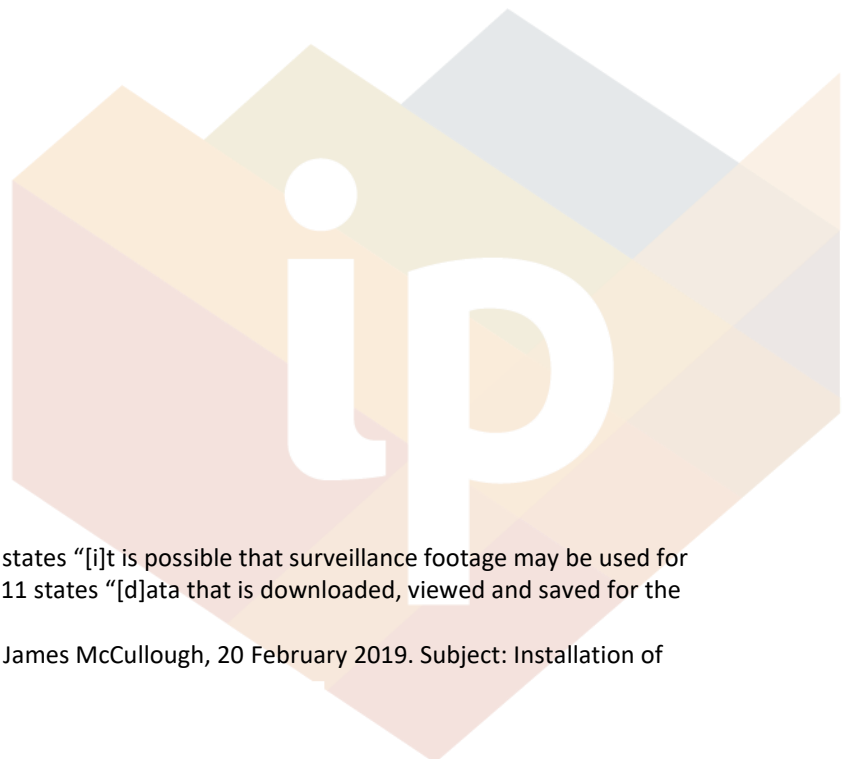 ip
states “[i]t is possible that surveillance footage may be used for
11 states “[d]ata that is downloaded, viewed and saved for the
James McCullough, 20 February 2019. Subject: Installation of